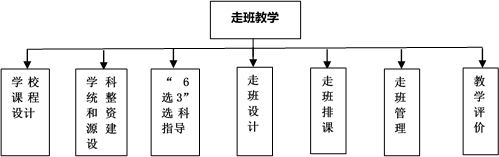 走班教学
学 校
课 程
设计
学 科
统 整
和 资
源 建
设
“ 6
选 3”
选 科
指导
走班设计
走班排课
走班管理
教学评价